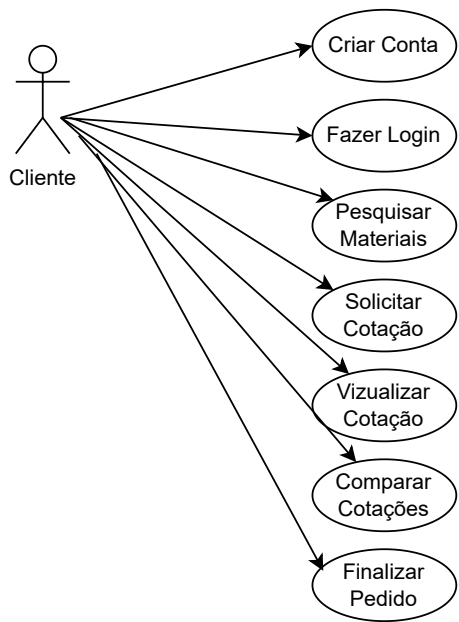 Criar Conta
Fazer Login
Cliente
Pesquisar
Materiais
Solicitar
Cotação
Vizualizar
Cotação
Comparar
Cotações
Finalizar
Pedido